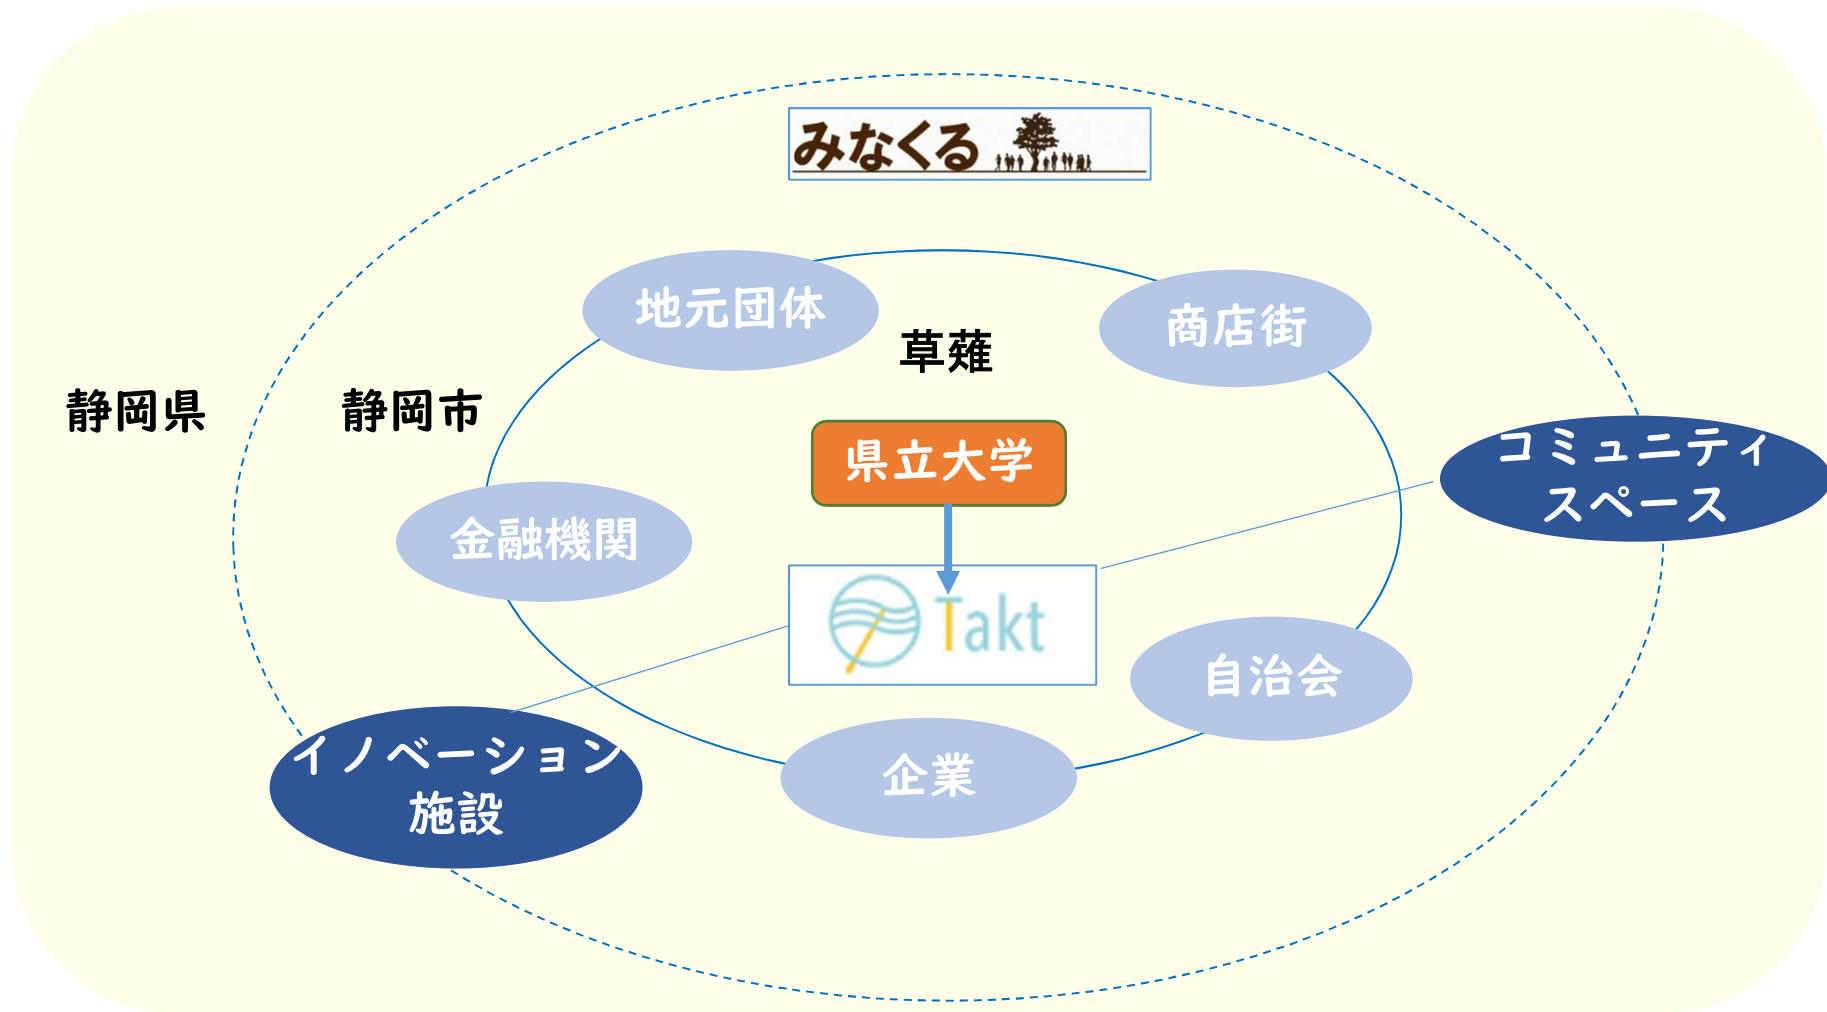 みなくる
地元団体
商店街
草薙
静岡県
静岡市
県立大学
コミュニティ
スペース
金融機関
Takt
自治会
イノベーション
施設
企業